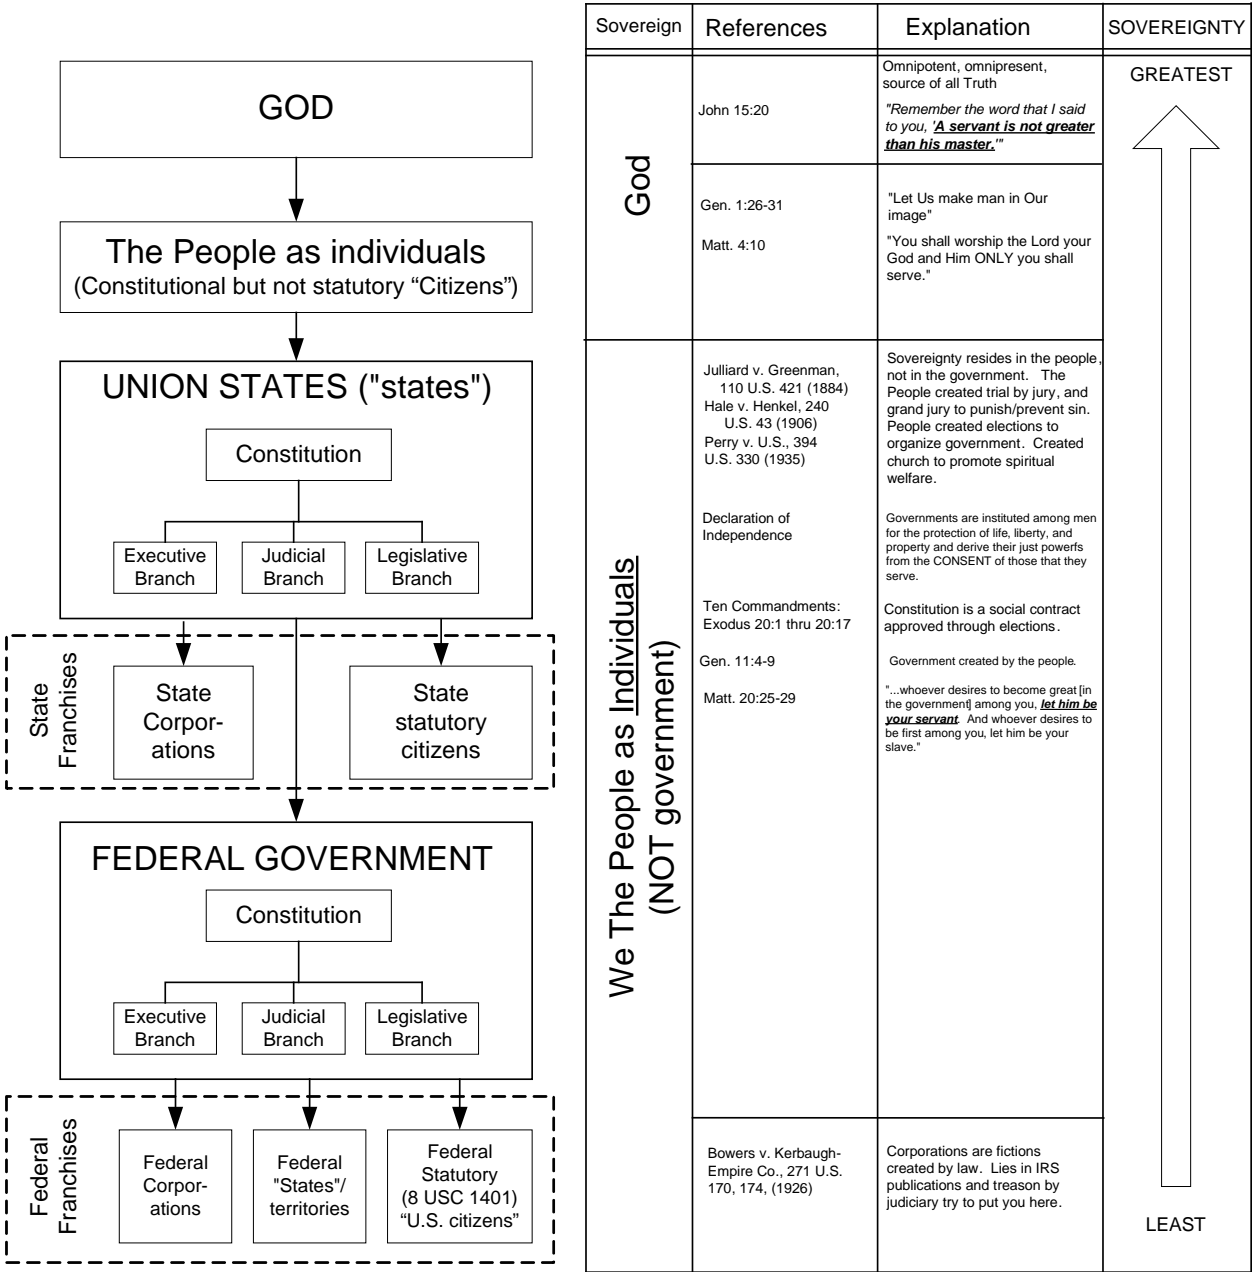 GOD
The People as individuals
(Constitutional but not statutory “Citizens”)
UNION STATES ("states")
Constitution
Executive
Branch
Judicial
Branch
Legislative
Branch
State
Franchises
State
Corpor-
ations
State
statutory
citizens
FEDERAL GOVERNMENT
Constitution
Executive
Branch
Judicial
Branch
Legislative
Branch
Federal
Franchises
Federal
Corpor-
ations
Federal
"States"/
territories
Federal
Statutory
(8 USC 1401)
“U.S. citizens”
Sovereign
References
Explanation
SOVEREIGNTY
God
John 15:20
Omnipotent, omnipresent,
source of all Truth
"Remember the word that I said
to you, 'A servant is not greater
than his master.'"
Gen. 1:26-31
"Let Us make man in Our
image"
Matt. 4:10
"You shall worship the Lord your
God and Him ONLY you shall
serve."
We The People as Individuals
(NOT government)
Julliard v. Greenman,
110 U.S. 421 (1884)
Hale v. Henkel, 240
U.S. 43 (1906)
Perry v. U.S., 394
U.S. 330 (1935)
Sovereignty resides in the people,
not in the government. The
People created trial by jury, and
grand jury to punish/prevent sin.
People created elections to
organize government. Created
church to promote spiritual
welfare.
Declaration of
Independence
Governments are instituted among men
for the protection of life, liberty, and
property and derive their just powerfs
from the CONSENT of those that they
serve.
Ten Commandments:
Exodus 20:1 thru 20:17
Constitution is a social contract
approved through elections.
Gen. 11:4-9
Government created by the people.
Matt. 20:25-29
"...whoever desires to become great [in
the government] among you, let him be
your servant. And whoever desires to
be first among you, let him be your
slave."
Bowers v. Kerbaugh-
Empire Co., 271 U.S.
170, 174, (1926)
Corporations are fictions
created by law. Lies in IRS
publications and treason by
judiciary try to put you here.
GREATEST
LEAST